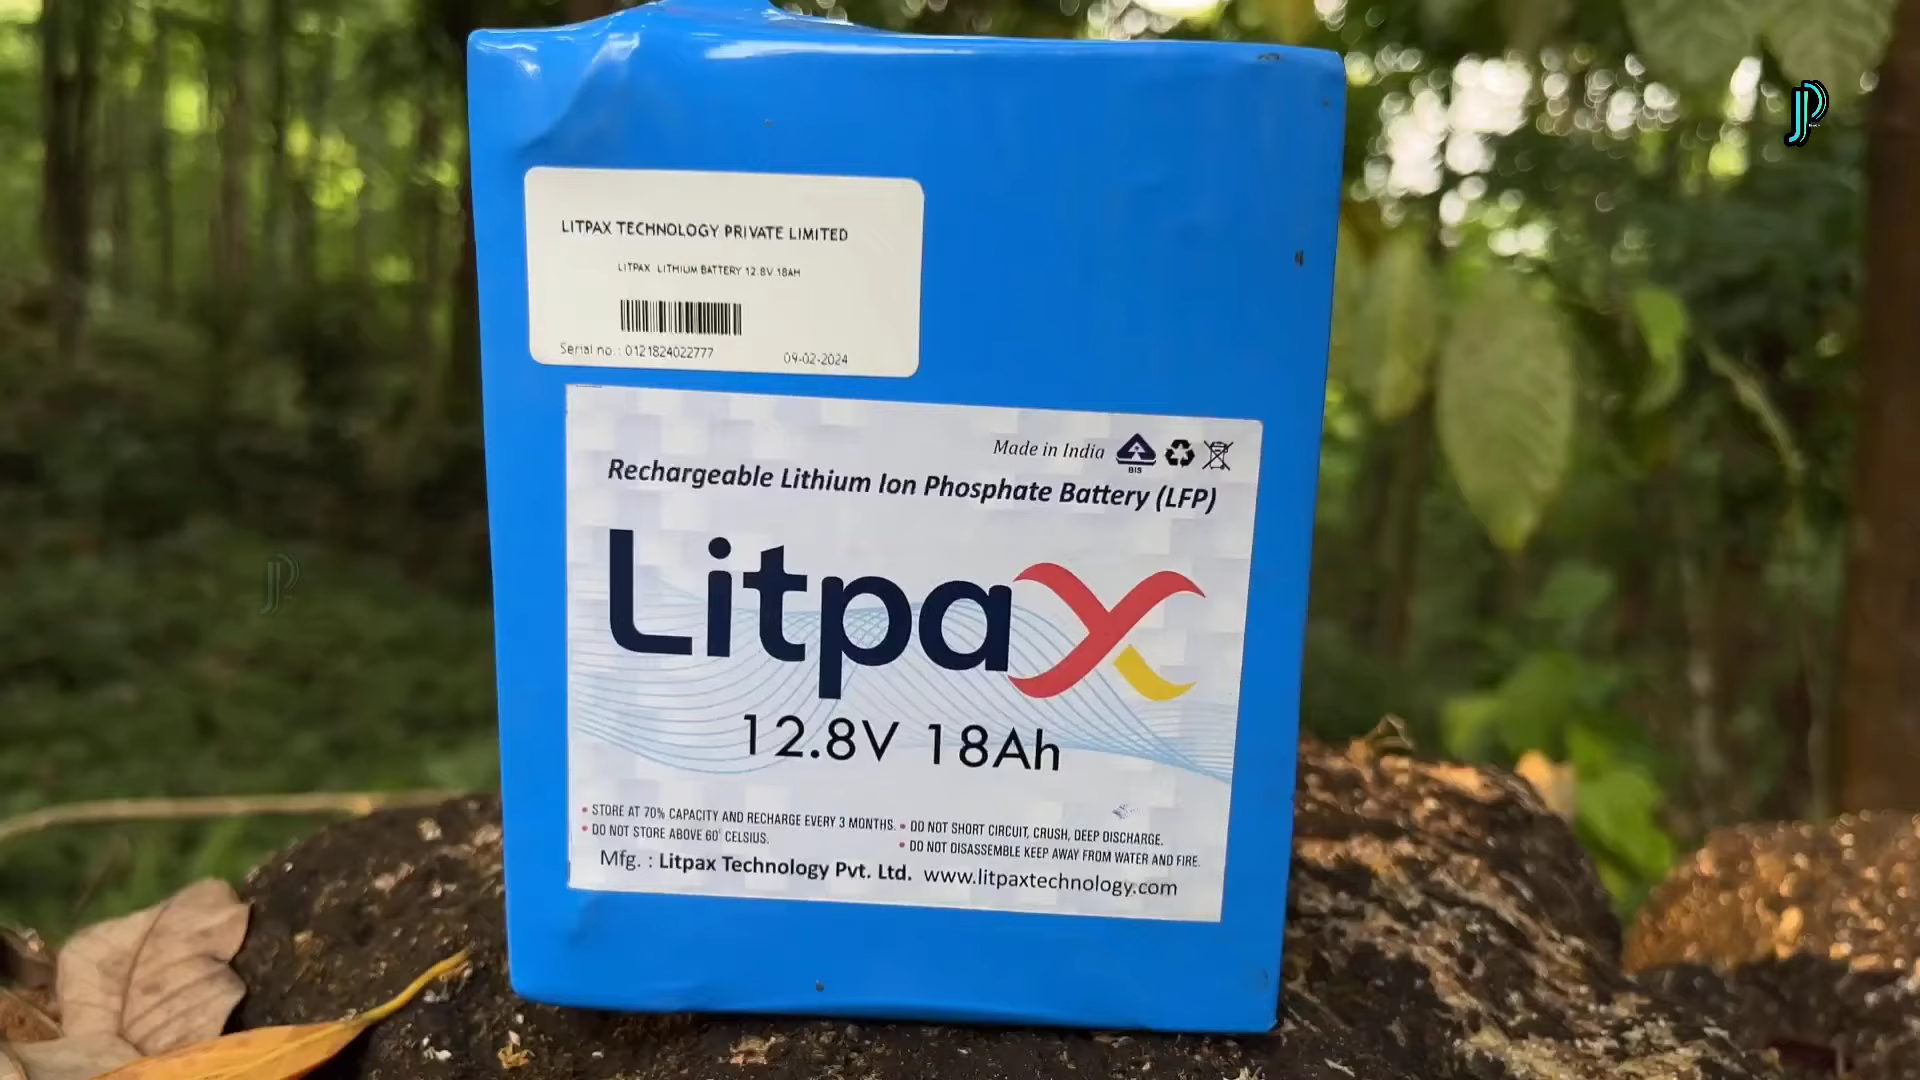 LITPAX TECHNOLOGY PRIVATE LIMITED
LITPAX LITHIUM BATTERY 12.8V 18AH
Serial no. : 0121824022777 09-02-2024
Made in India BIS
Rechargeable Lithium Ion Phosphate Battery (LFP)
Litpax
12.8V 18Ah
• STORE AT 70% CAPACITY AND RECHARGE EVERY 3 MONTHS.
• DO NOT STORE ABOVE 60° CELSIUS.
• DO NOT SHORT CIRCUIT, CRUSH, DEEP DISCHARGE.
• DO NOT DISASSEMBLE KEEP AWAY FROM WATER AND FIRE.
Mfg. : Litpax Technology Pvt. Ltd. www.litpaxtechnology.com
JP